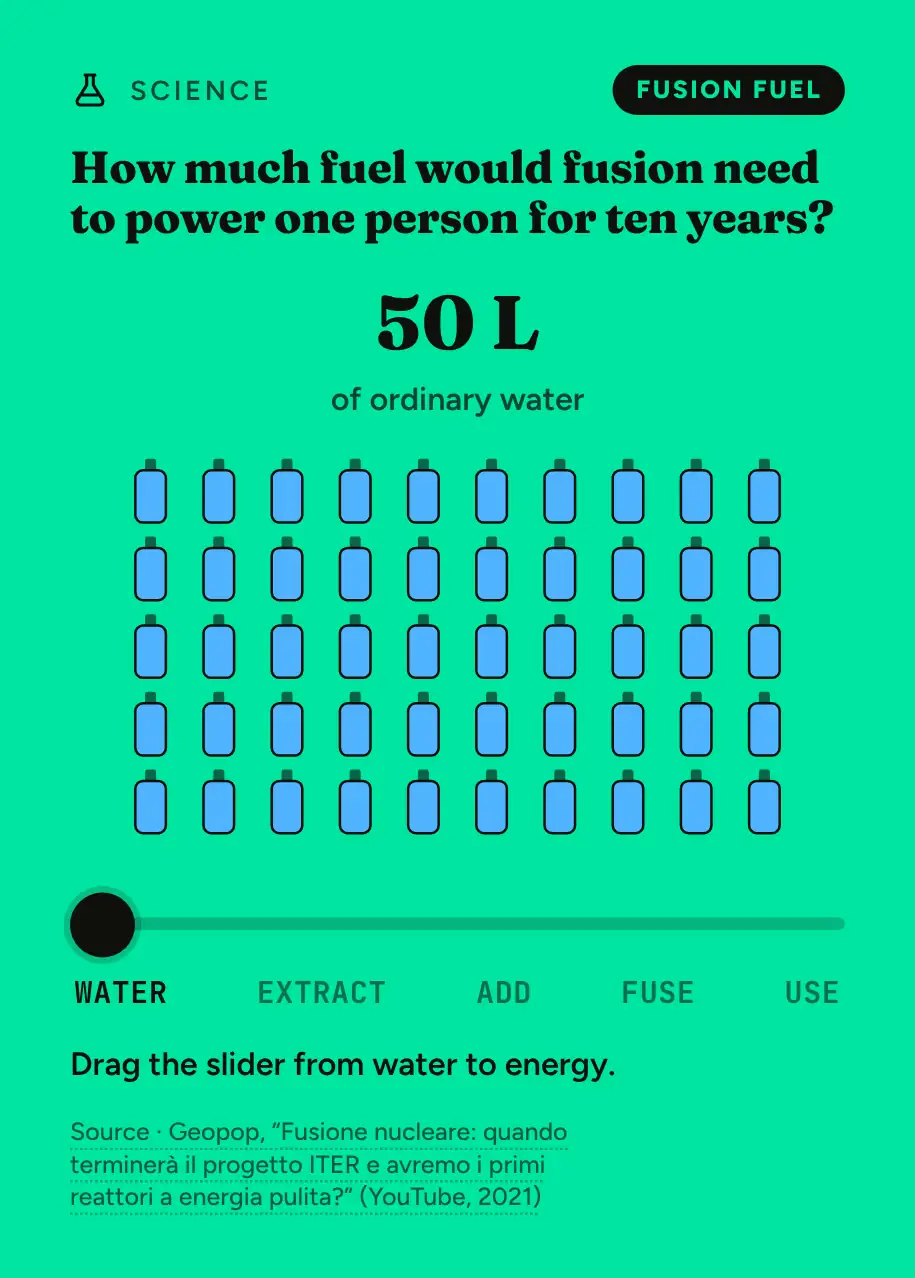 SCIENCE
FUSION FUEL
How much fuel would fusion need
to power one person for ten years?
50 L
of ordinary water
WATER EXTRACT ADD FUSE USE
Drag the slider from water to energy.
Source · Geopop, “Fusione nucleare: quando
terminerà il progetto ITER e avremo i primi
reattori a energia pulita?” (YouTube, 2021)